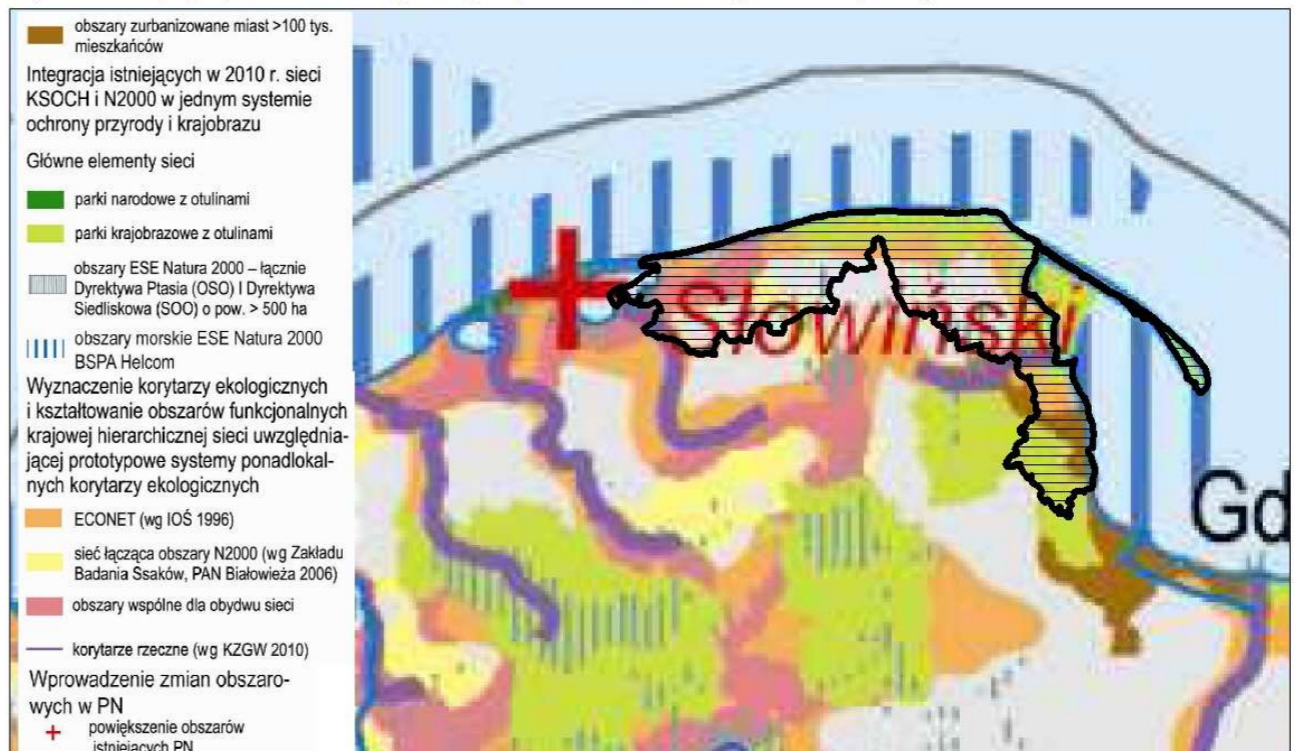 obszary zurbanizowane miast >100 tys.
mieszkańców
Integracja istniejących w 2010 r. sieci
KSOCH i N2000 w jednym systemie
ochrony przyrody i krajobrazu
Główne elementy sieci
parki narodowe z otulinami
parki krajobrazowe z otulinami
obszary ESE Natura 2000 – łącznie
Dyrektywa Ptasia (OSO) I Dyrektywa
Siedliskowa (SOO) o pow. > 500 ha
obszary morskie ESE Natura 2000
BSPA Helcom
Wyznaczenie korytarzy ekologicznych
i kształtowanie obszarów funkcjonalnych
krajowej hierarchicznej sieci uwzględnia-
jącej prototypowe systemy ponadlokal-
nych korytarzy ekologicznych
ECONET (wg IOŚ 1996)
sieć łącząca obszary N2000 (wg Zakładu
Badania Ssaków, PAN Białowieża 2006)
obszary wspólne dla obydwu sieci
korytarze rzeczne (wg KZGW 2010)
Wprowadzenie zmian obszaro-
wych w PN
powiększenie obszarów
istniejących PN
Słowiński
Gd